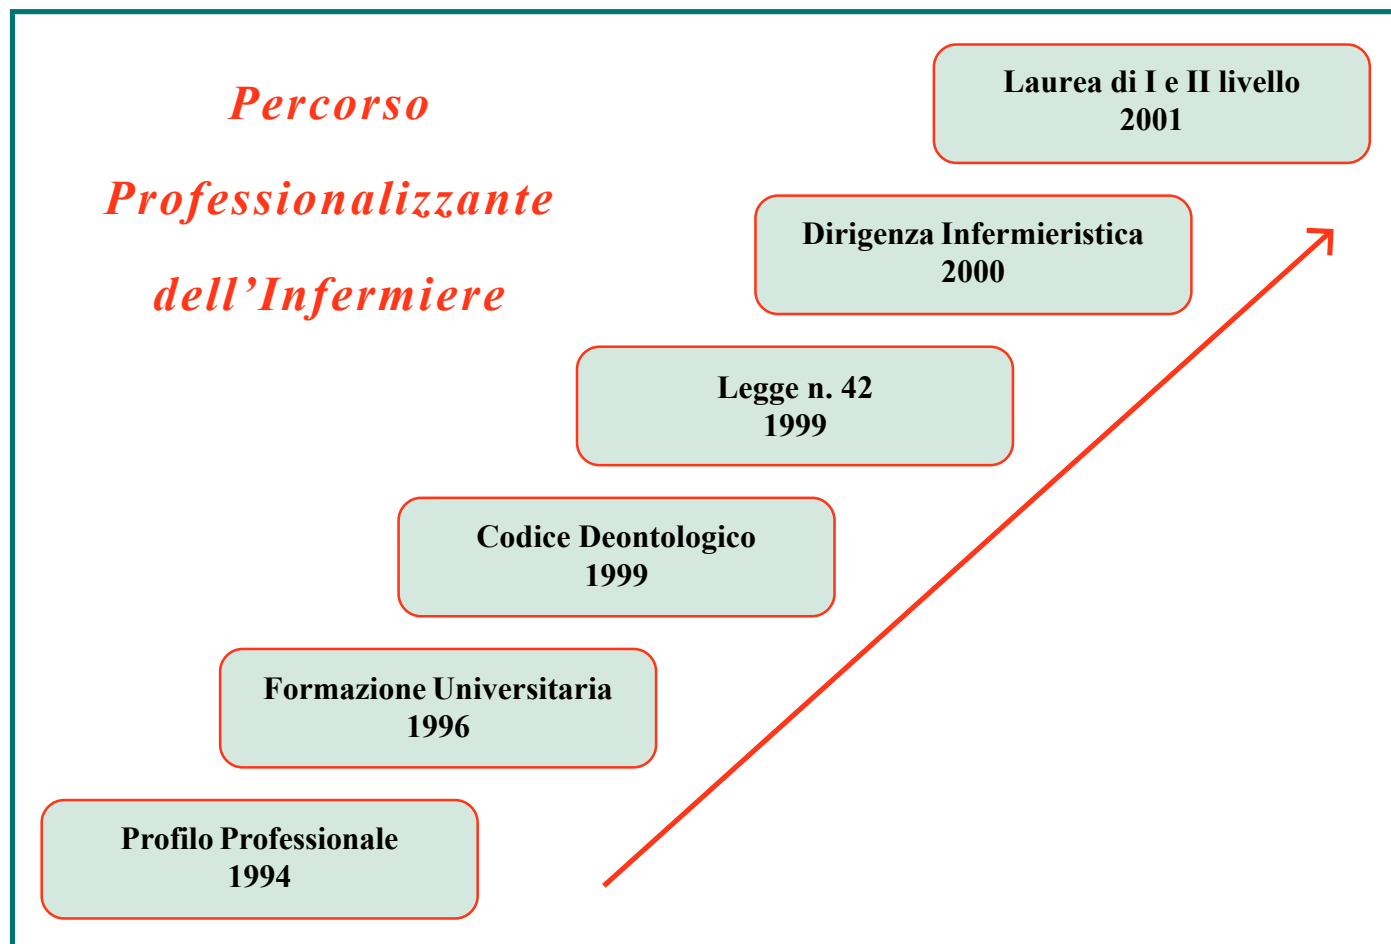 Percorso
Professionalizzante
dell’Infermiere
Laurea di I e II livello
2001
Dirigenza Infermieristica
2000
Legge n. 42
1999
Codice Deontologico
1999
Formazione Universitaria
1996
Profilo Professionale
1994